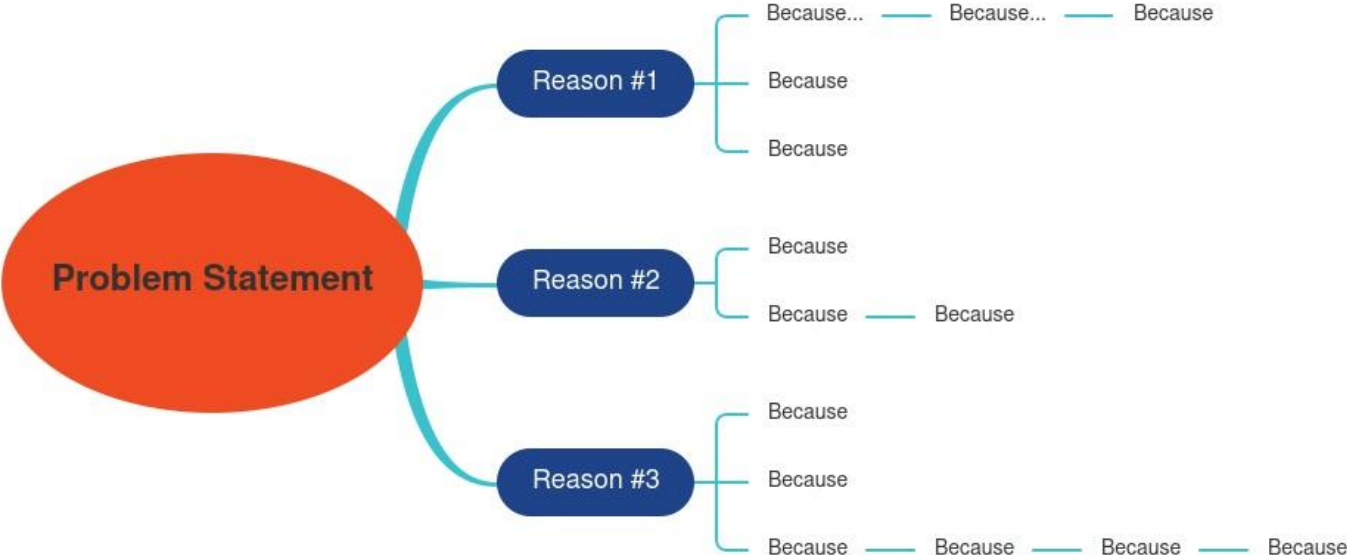 Because... Because... Because
Reason #1
Because
Because
Because
Problem Statement
Reason #2
Because Because
Because
Reason #3
Because
Because Because Because Because